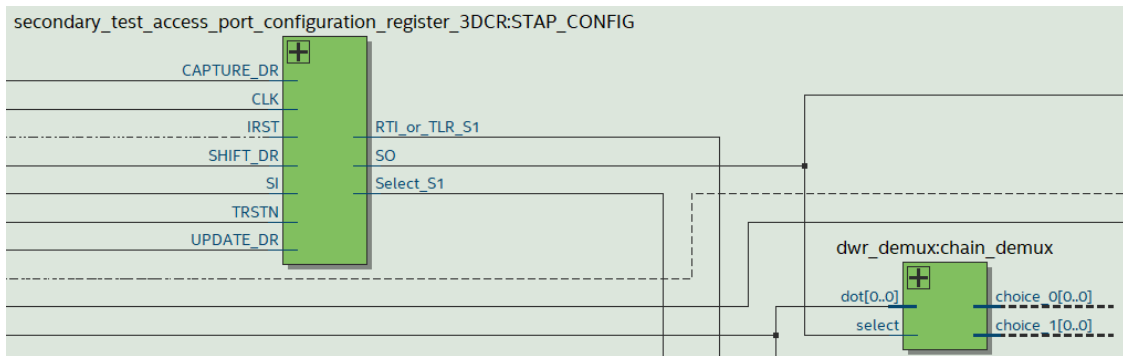 secondary_test_access_port_configuration_register_3DCR:STAP_CONFIG
CAPTURE_DR
CLK
IRST
RTI_or_TLR_S1
SHIFT_DR
SO
SI
Select_S1
TRSTN
UPDATE_DR
dwr_demux:chain_demux
dot[0..0]
choice_0[0..0]
select
choice_1[0..0]